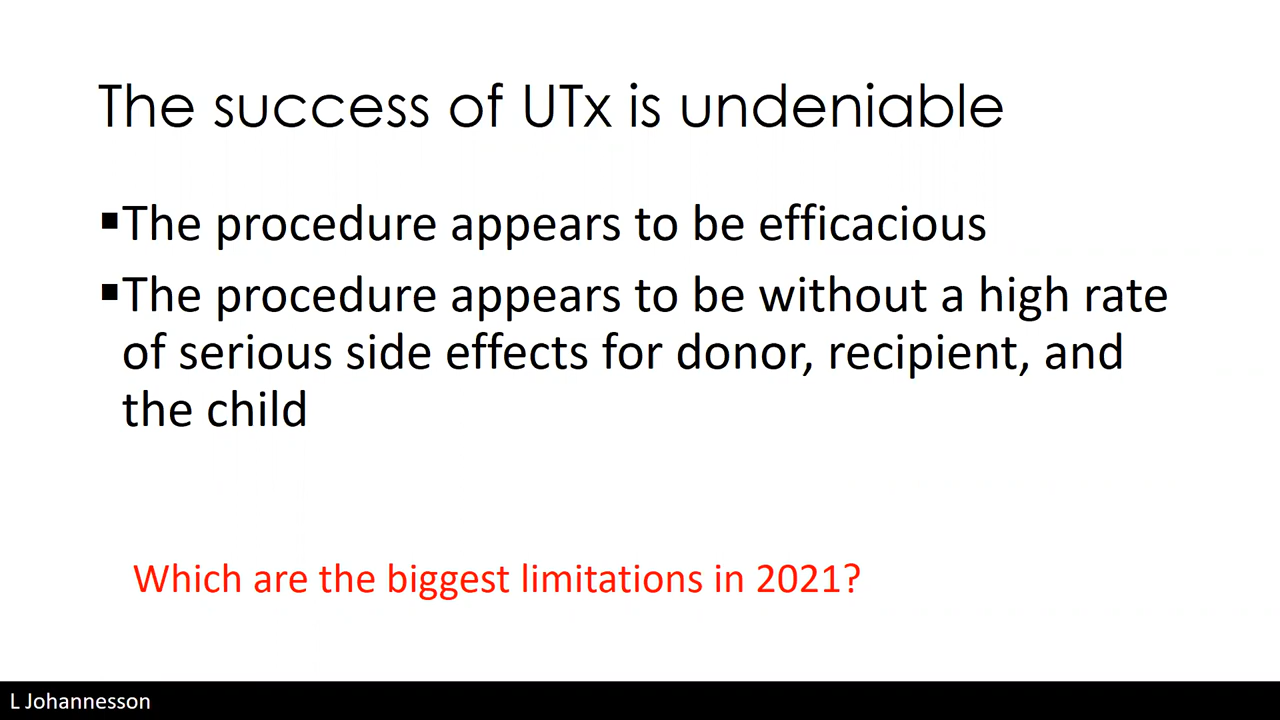 The success of UTx is undeniable
▪The procedure appears to be efficacious
▪The procedure appears to be without a high rate
of serious side effects for donor, recipient, and
the child
Which are the biggest limitations in 2021?
L Johannesson